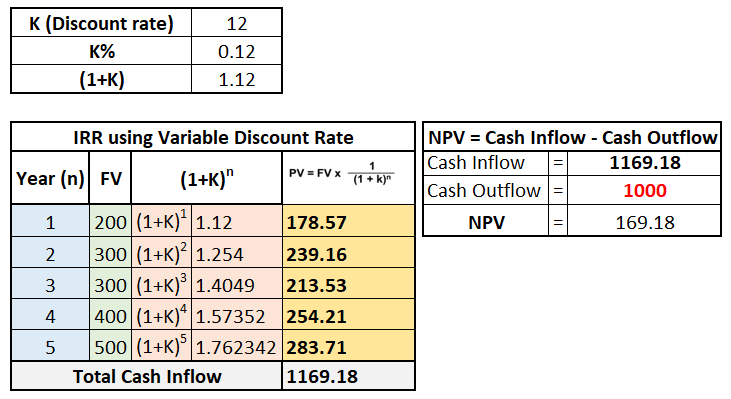 K (Discount rate) 12
K% 0.12
(1+K) 1.12
IRR using Variable Discount Rate
Year (n) FV (1+K)ⁿ PV = FV x 1/(1 + k)ⁿ
1 200 (1+K)¹ 1.12 178.57
2 300 (1+K)² 1.254 239.16
3 300 (1+K)³ 1.4049 213.53
4 400 (1+K)⁴ 1.57352 254.21
5 500 (1+K)⁵ 1.762342 283.71
Total Cash Inflow 1169.18
NPV = Cash Inflow - Cash Outflow
Cash Inflow = 1169.18
Cash Outflow = 1000
NPV = 169.18